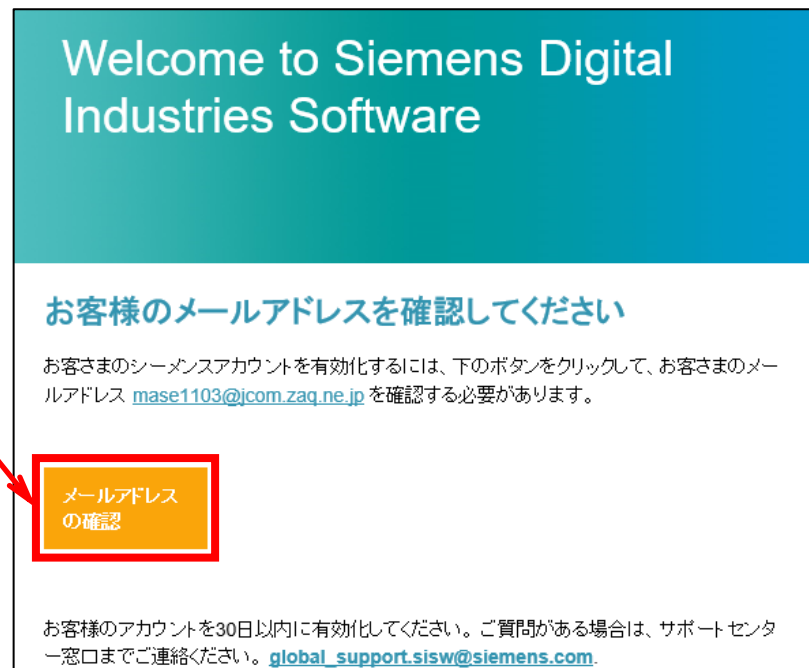 Welcome to Siemens Digital
Industries Software
お客様のメールアドレスを確認してください
お客さまのシーメンスアカウントを有効化するには、下のボタンをクリックして、お客さまのメー
ルアドレス mase1103@jcom.zaq.ne.jp を確認する必要があります。
メールアドレス
の確認
お客様のアカウントを30日以内に有効化してください。ご質問がある場合は、サポートセンタ
ー窓口までご連絡ください。global_support.sisw@siemens.com.